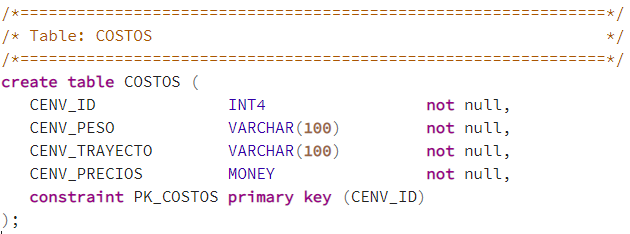 /*==============================================================*/
/* Table: COSTOS                                                */
/*==============================================================*/
create table COSTOS (
   CENV_ID              INT4                 not null,
   CENV_PESO            VARCHAR(100)         not null,
   CENV_TRAYECTO        VARCHAR(100)         not null,
   CENV_PRECIOS         MONEY                not null,
   constraint PK_COSTOS primary key (CENV_ID)
);